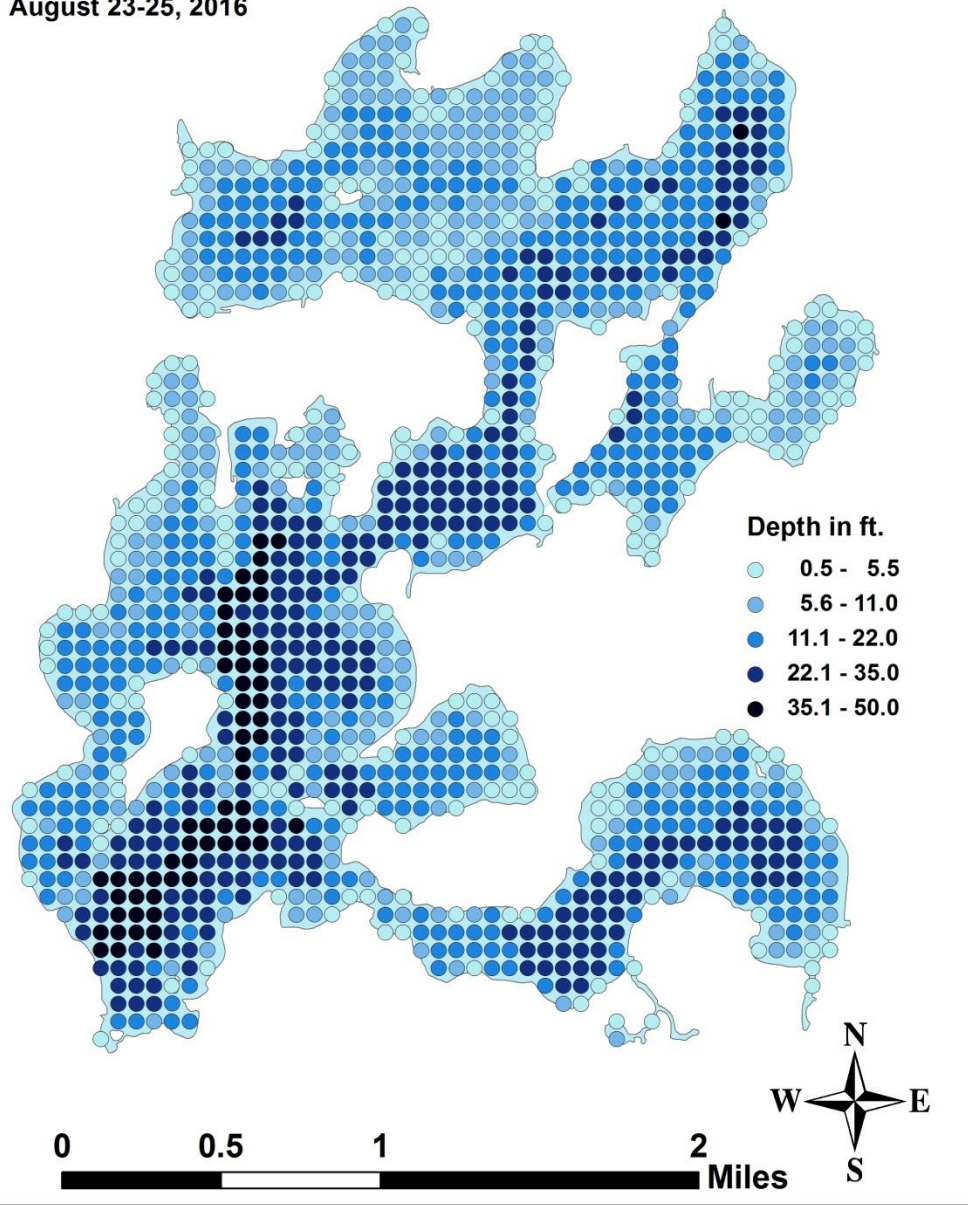 August 23-25, 2016
Depth in ft.
0.5 - 5.5
5.6 - 11.0
11.1 - 22.0
22.1 - 35.0
35.1 - 50.0
N
W E
S
0 0.5 1 2
Miles